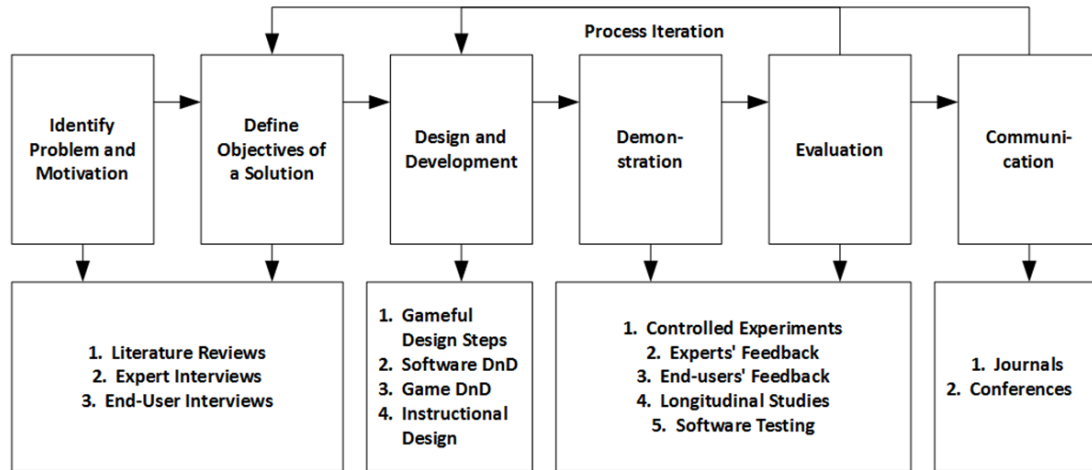 Process Iteration
Identify
Problem and
Motivation
Define
Objectives of
a Solution
Design and
Development
Demon-
stration
Evaluation
Communi-
cation
1. Literature Reviews
2. Expert Interviews
3. End-User Interviews
1. Gameful
Design Steps
2. Software DnD
3. Game DnD
4. Instructional
Design
1. Controlled Experiments
2. Experts' Feedback
3. End-users' Feedback
4. Longitudinal Studies
5. Software Testing
1. Journals
2. Conferences